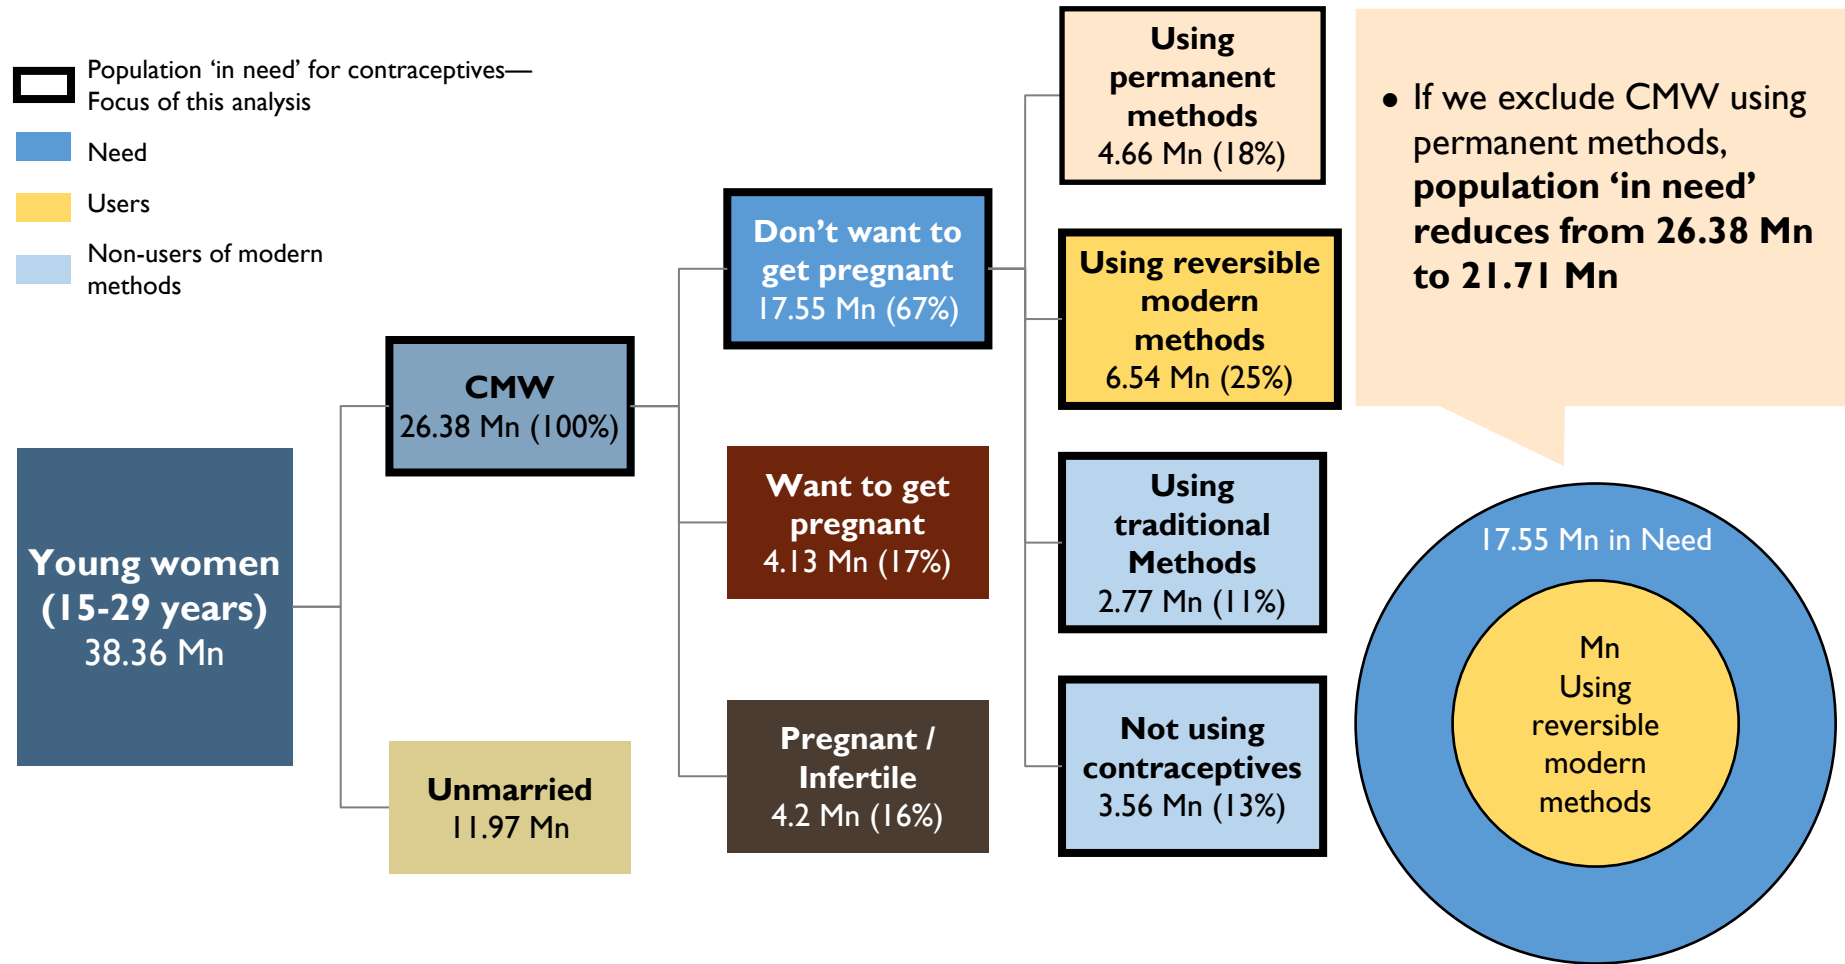 Population ‘in need’ for contraceptives—
Focus of this analysis
Need
Users
Non-users of modern
methods
Young women
(15-29 years)
38.36 Mn
CMW
26.38 Mn (100%)
Unmarried
11.97 Mn
Don’t want to
get pregnant
17.55 Mn (67%)
Want to get
pregnant
4.13 Mn (17%)
Pregnant /
Infertile
4.2 Mn (16%)
Using
permanent
methods
4.66 Mn (18%)
Using reversible
modern
methods
6.54 Mn (25%)
Using
traditional
Methods
2.77 Mn (11%)
Not using
contraceptives
3.56 Mn (13%)
• If we exclude CMW using
permanent methods,
population ‘in need’
reduces from 26.38 Mn
to 21.71 Mn
17.55 Mn in Need
Mn
Using
reversible
modern
methods